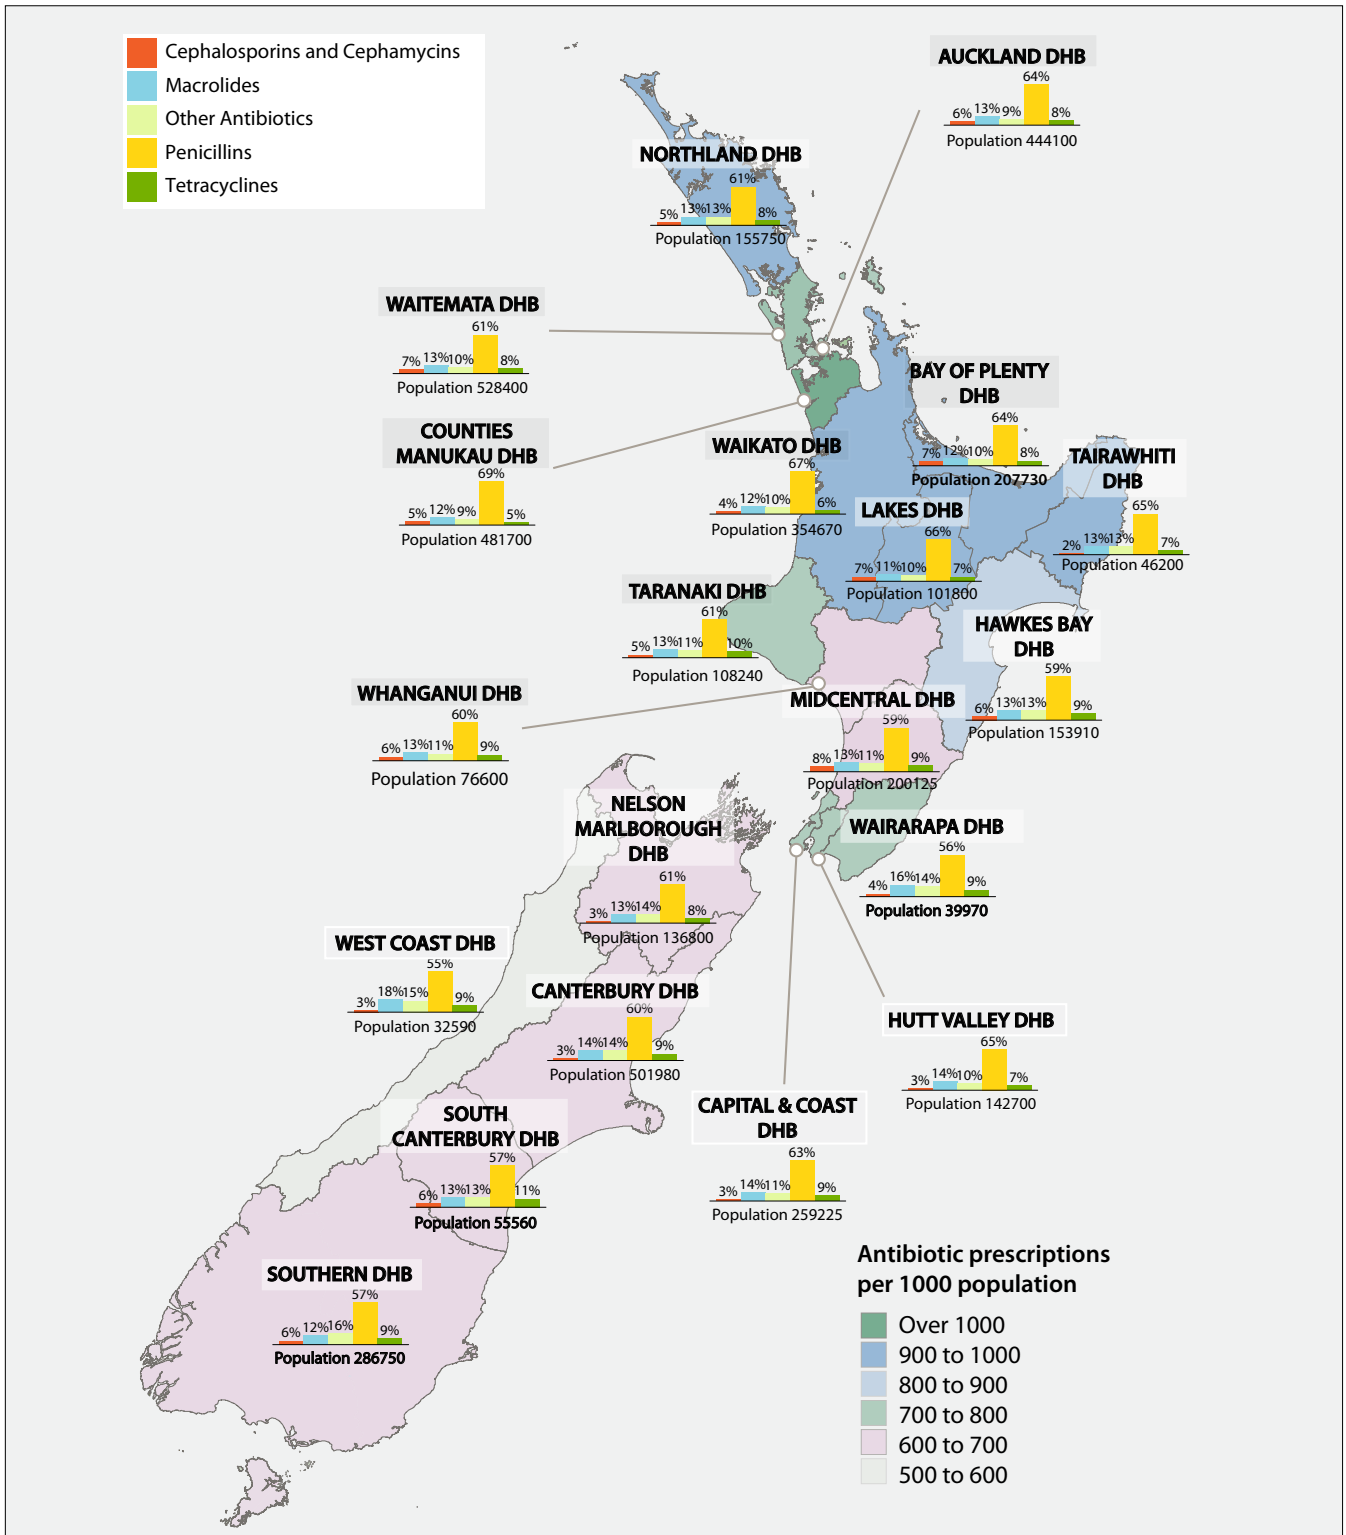 Cephalosporins and Cephamycins
Macrolides
Other Antibiotics
Penicillins
Tetracyclines
AUCKLAND DHB
64%
6% 13% 9% 8%
Population 444100
NORTHLAND DHB
61%
5% 13% 13% 8%
Population 155750
WAITEMATA DHB
61%
7% 13% 10% 8%
Population 528400
BAY OF PLENTY
DHB
64%
7% 12% 10% 8%
Population 207730
COUNTIES
MANUKAU DHB
69%
5% 12% 9% 5%
Population 481700
WAIKATO DHB
67%
4% 12% 10% 6%
Population 354670
TAIRAWHITI
DHB
65%
2% 13% 13% 7%
Population 46200
LAKES DHB
66%
7% 11% 10% 7%
Population 101800
TARANAKI DHB
61%
5% 13% 11% 10%
Population 108240
HAWKES BAY
DHB
59%
6% 13% 13% 9%
Population 153910
WHANGANUI DHB
60%
6% 13% 11% 9%
Population 76600
MIDCENTRAL DHB
59%
8% 13% 11% 9%
Population 200125
NELSON
MARLBOROUGH
DHB
61%
3% 13% 14% 8%
Population 136800
WAIRARAPA DHB
56%
4% 16% 14% 9%
Population 39970
WEST COAST DHB
55%
3% 18% 15% 9%
Population 32590
CANTERBURY DHB
60%
3% 14% 14% 9%
Population 501980
HUTT VALLEY DHB
65%
3% 14% 10% 7%
Population 142700
CAPITAL & COAST
DHB
63%
3% 14% 11% 9%
Population 259225
SOUTH
CANTERBURY DHB
57%
6% 13% 13% 11%
Population 55560
SOUTHERN DHB
57%
6% 12% 16% 9%
Population 286750
Antibiotic prescriptions
per 1000 population
Over 1000
900 to 1000
800 to 900
700 to 800
600 to 700
500 to 600